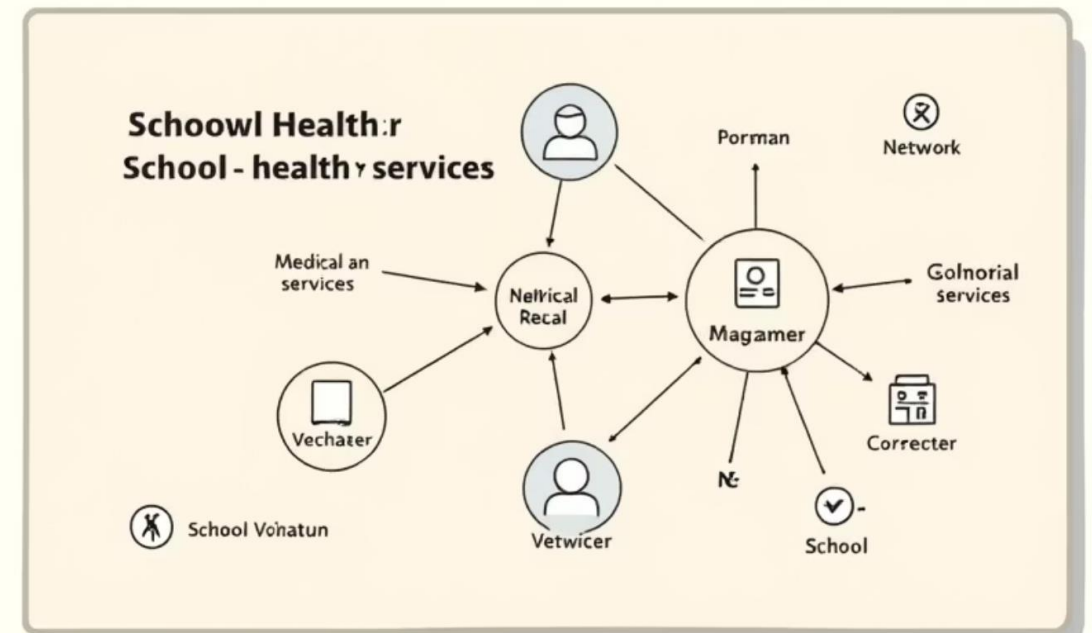 Schoowl Health:r
School - health services
Porman
Network
Medical an
services
Nelrical
Recal
Magamer
Golnorial
services
Vechater
Correcter
School Vohatun
Vetwicer
School